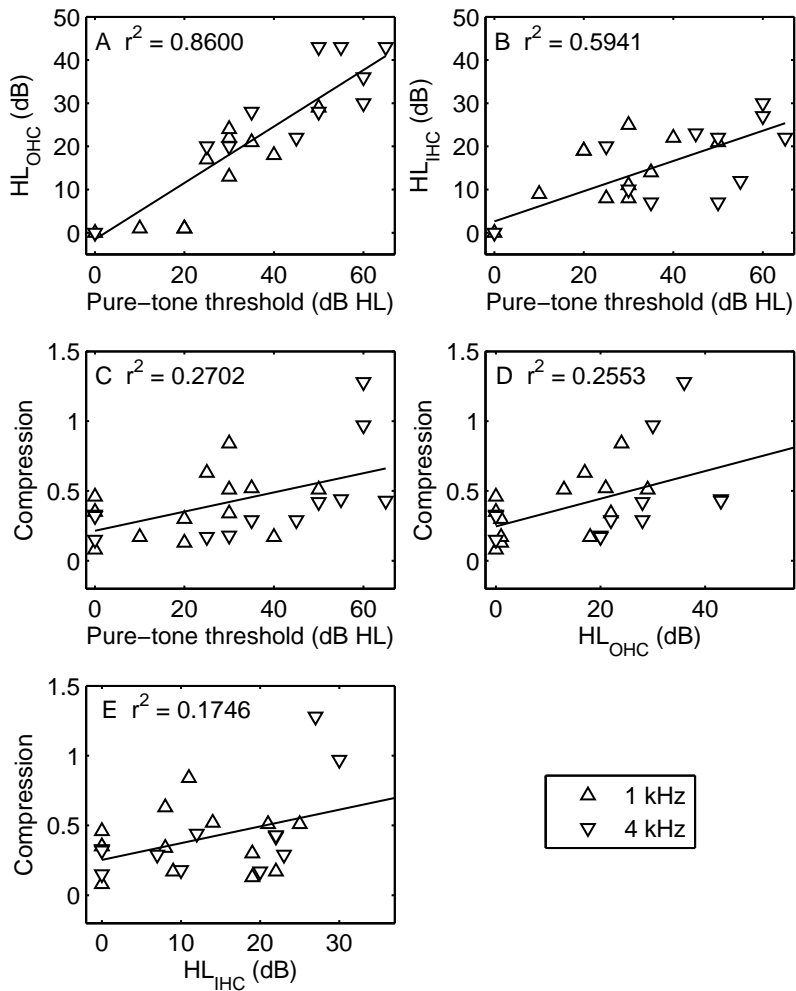 A r² = 0.8600
50
40
30
20
10
0
HL_OHC (dB)
0 20 40 60
Pure-tone threshold (dB HL)
B r² = 0.5941
50
40
30
20
10
0
HL_IHC (dB)
0 20 40 60
Pure-tone threshold (dB HL)
C r² = 0.2702
1.5
1
0.5
0
Compression
0 20 40 60
Pure-tone threshold (dB HL)
D r² = 0.2553
1.5
1
0.5
0
Compression
0 20 40
HL_OHC (dB)
E r² = 0.1746
1.5
1
0.5
0
Compression
0 10 20 30
HL_IHC (dB)
1 kHz
4 kHz